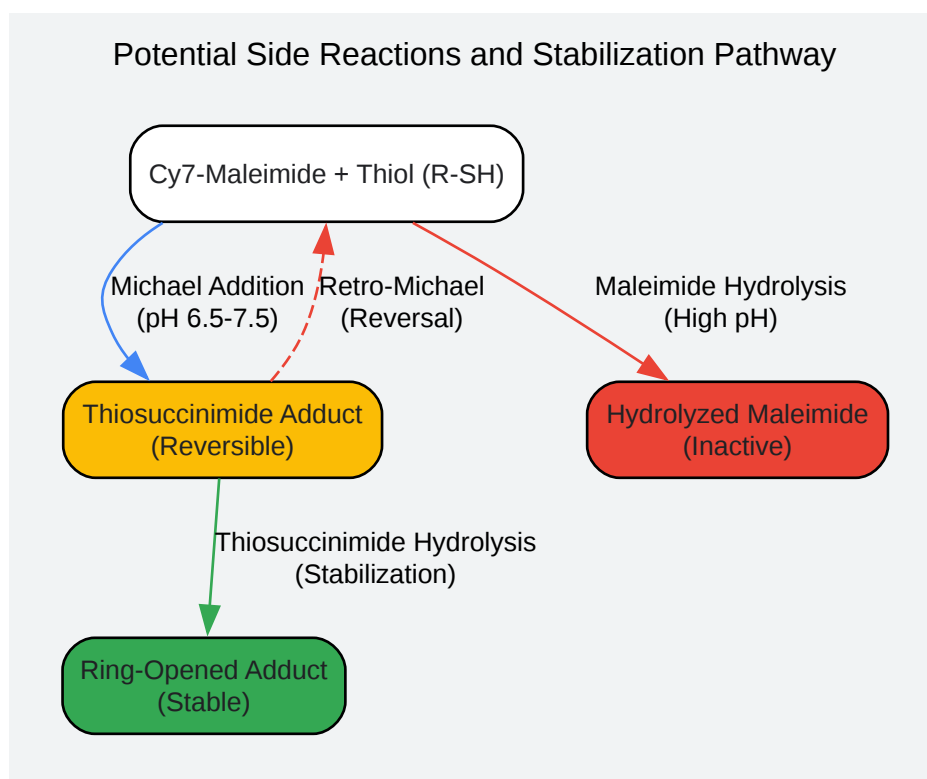 Potential Side Reactions and Stabilization Pathway
Cy7-Maleimide + Thiol (R-SH)
Michael Addition
(pH 6.5-7.5)
Retro-Michael
(Reversal)
Maleimide Hydrolysis
(High pH)
Thiosuccinimide Adduct
(Reversible)
Hydrolyzed Maleimide
(Inactive)
Thiosuccinimide Hydrolysis
(Stabilization)
Ring-Opened Adduct
(Stable)